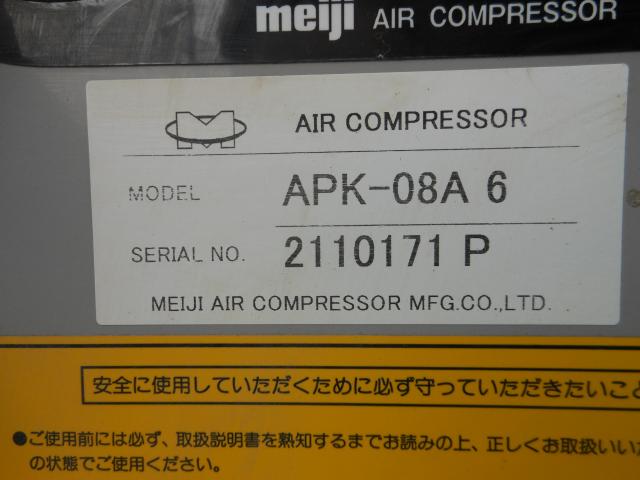 meiji AIR COMPRESSOR
AIR COMPRESSOR
MODEL APK-08A 6
SERIAL NO. 2110171 P
MEIJI AIR COMPRESSOR MFG.CO.,LTD.
安全に使用していただくために必ず守っていただきたいこ
●ご使用前には必ず、取扱説明書を熟知するまでお読みの上、正しくお取扱いい
の状態でご使用ください。